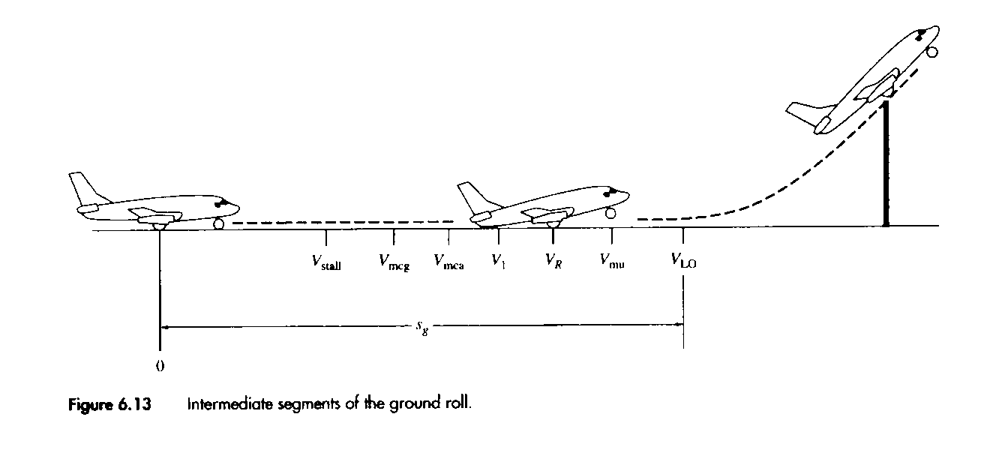 V_stall V_mcg V_mca V_1 V_R V_mu V_LO
s_g
0
Figure 6.13 Intermediate segments of the ground roll.